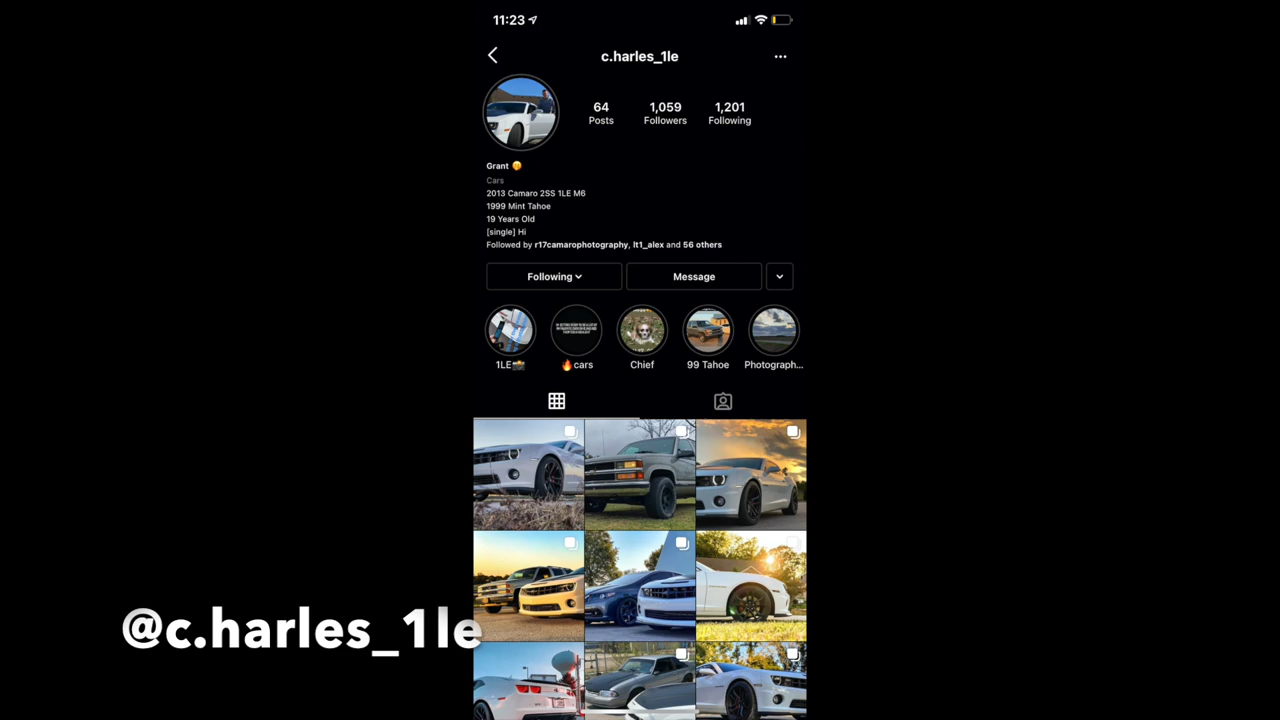 11:23
c.harles_1le
64
Posts
1,059
Followers
1,201
Following
Grant
Cars
2013 Camaro 2SS 1LE M6
1999 Mint Tahoe
19 Years Old
[single] Hi
Followed by r17camarophotography, lt1_alex and 56 others
Following
Message
1LE📸
🔥cars
Chief
99 Tahoe
Photograph...
@c.harles_1le